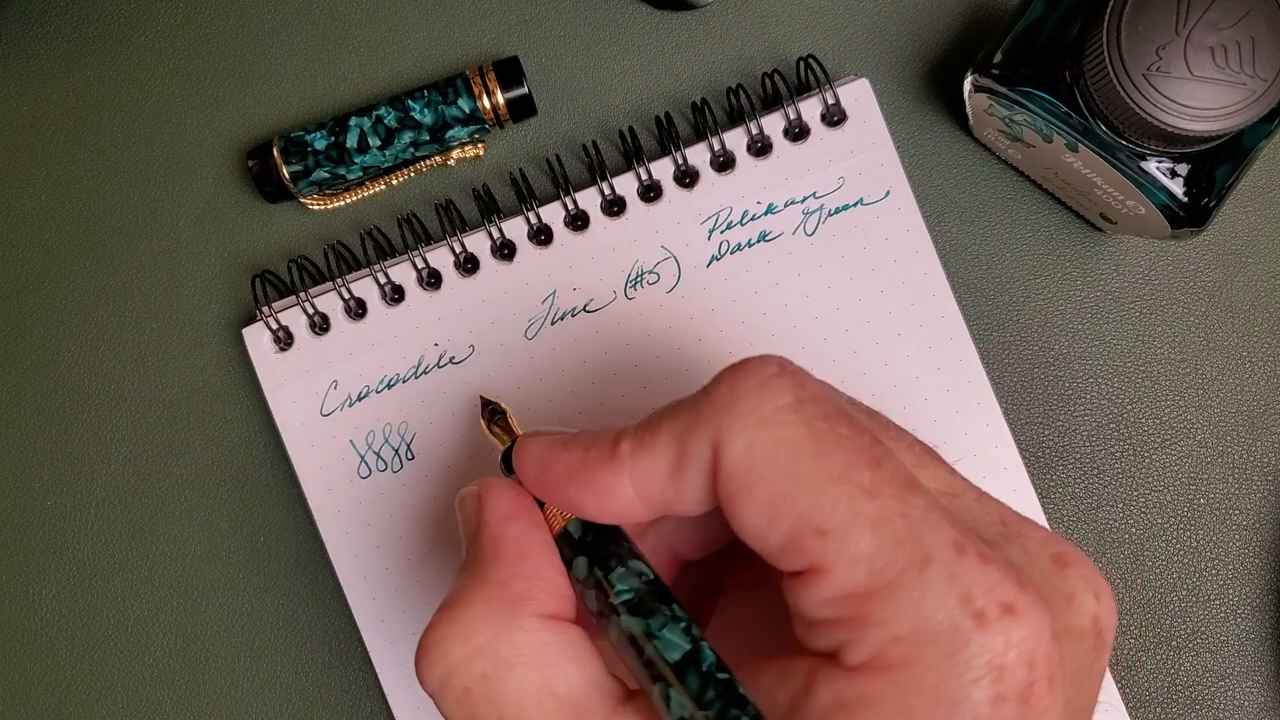 Pelikan
Dark Green
Fine (#5)
Crocodile
Pelikan